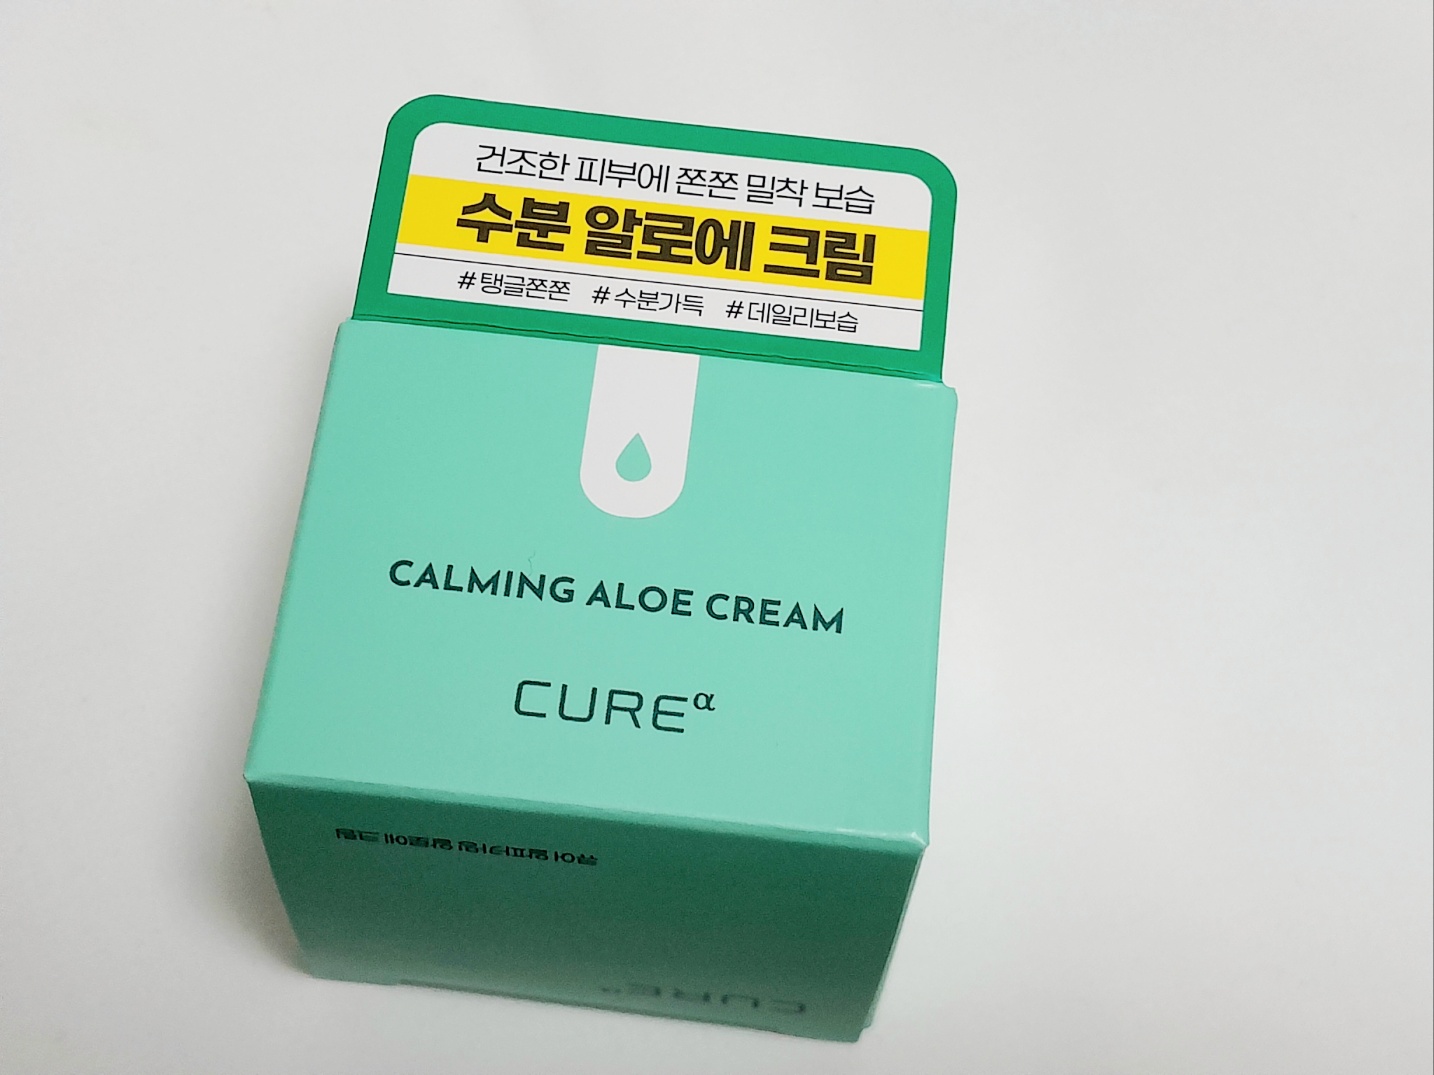 건조한 피부에 쫀쫀 밀착 보습
수분 알로에 크림
#탱글쫀쫀 #수분가득 #데일리보습
CALMING ALOE CREAM
CUREα
CURE